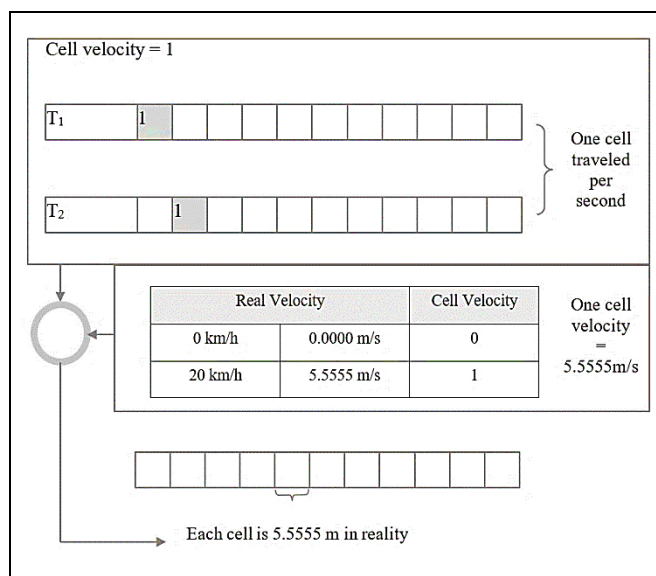 Cell velocity = 1
T₁ 1
One cell
traveled
per
second
T₂ 1
Real Velocity Cell Velocity
0 km/h 0.0000 m/s 0
20 km/h 5.5555 m/s 1
One cell
velocity
=
5.5555m/s
Each cell is 5.5555 m in reality